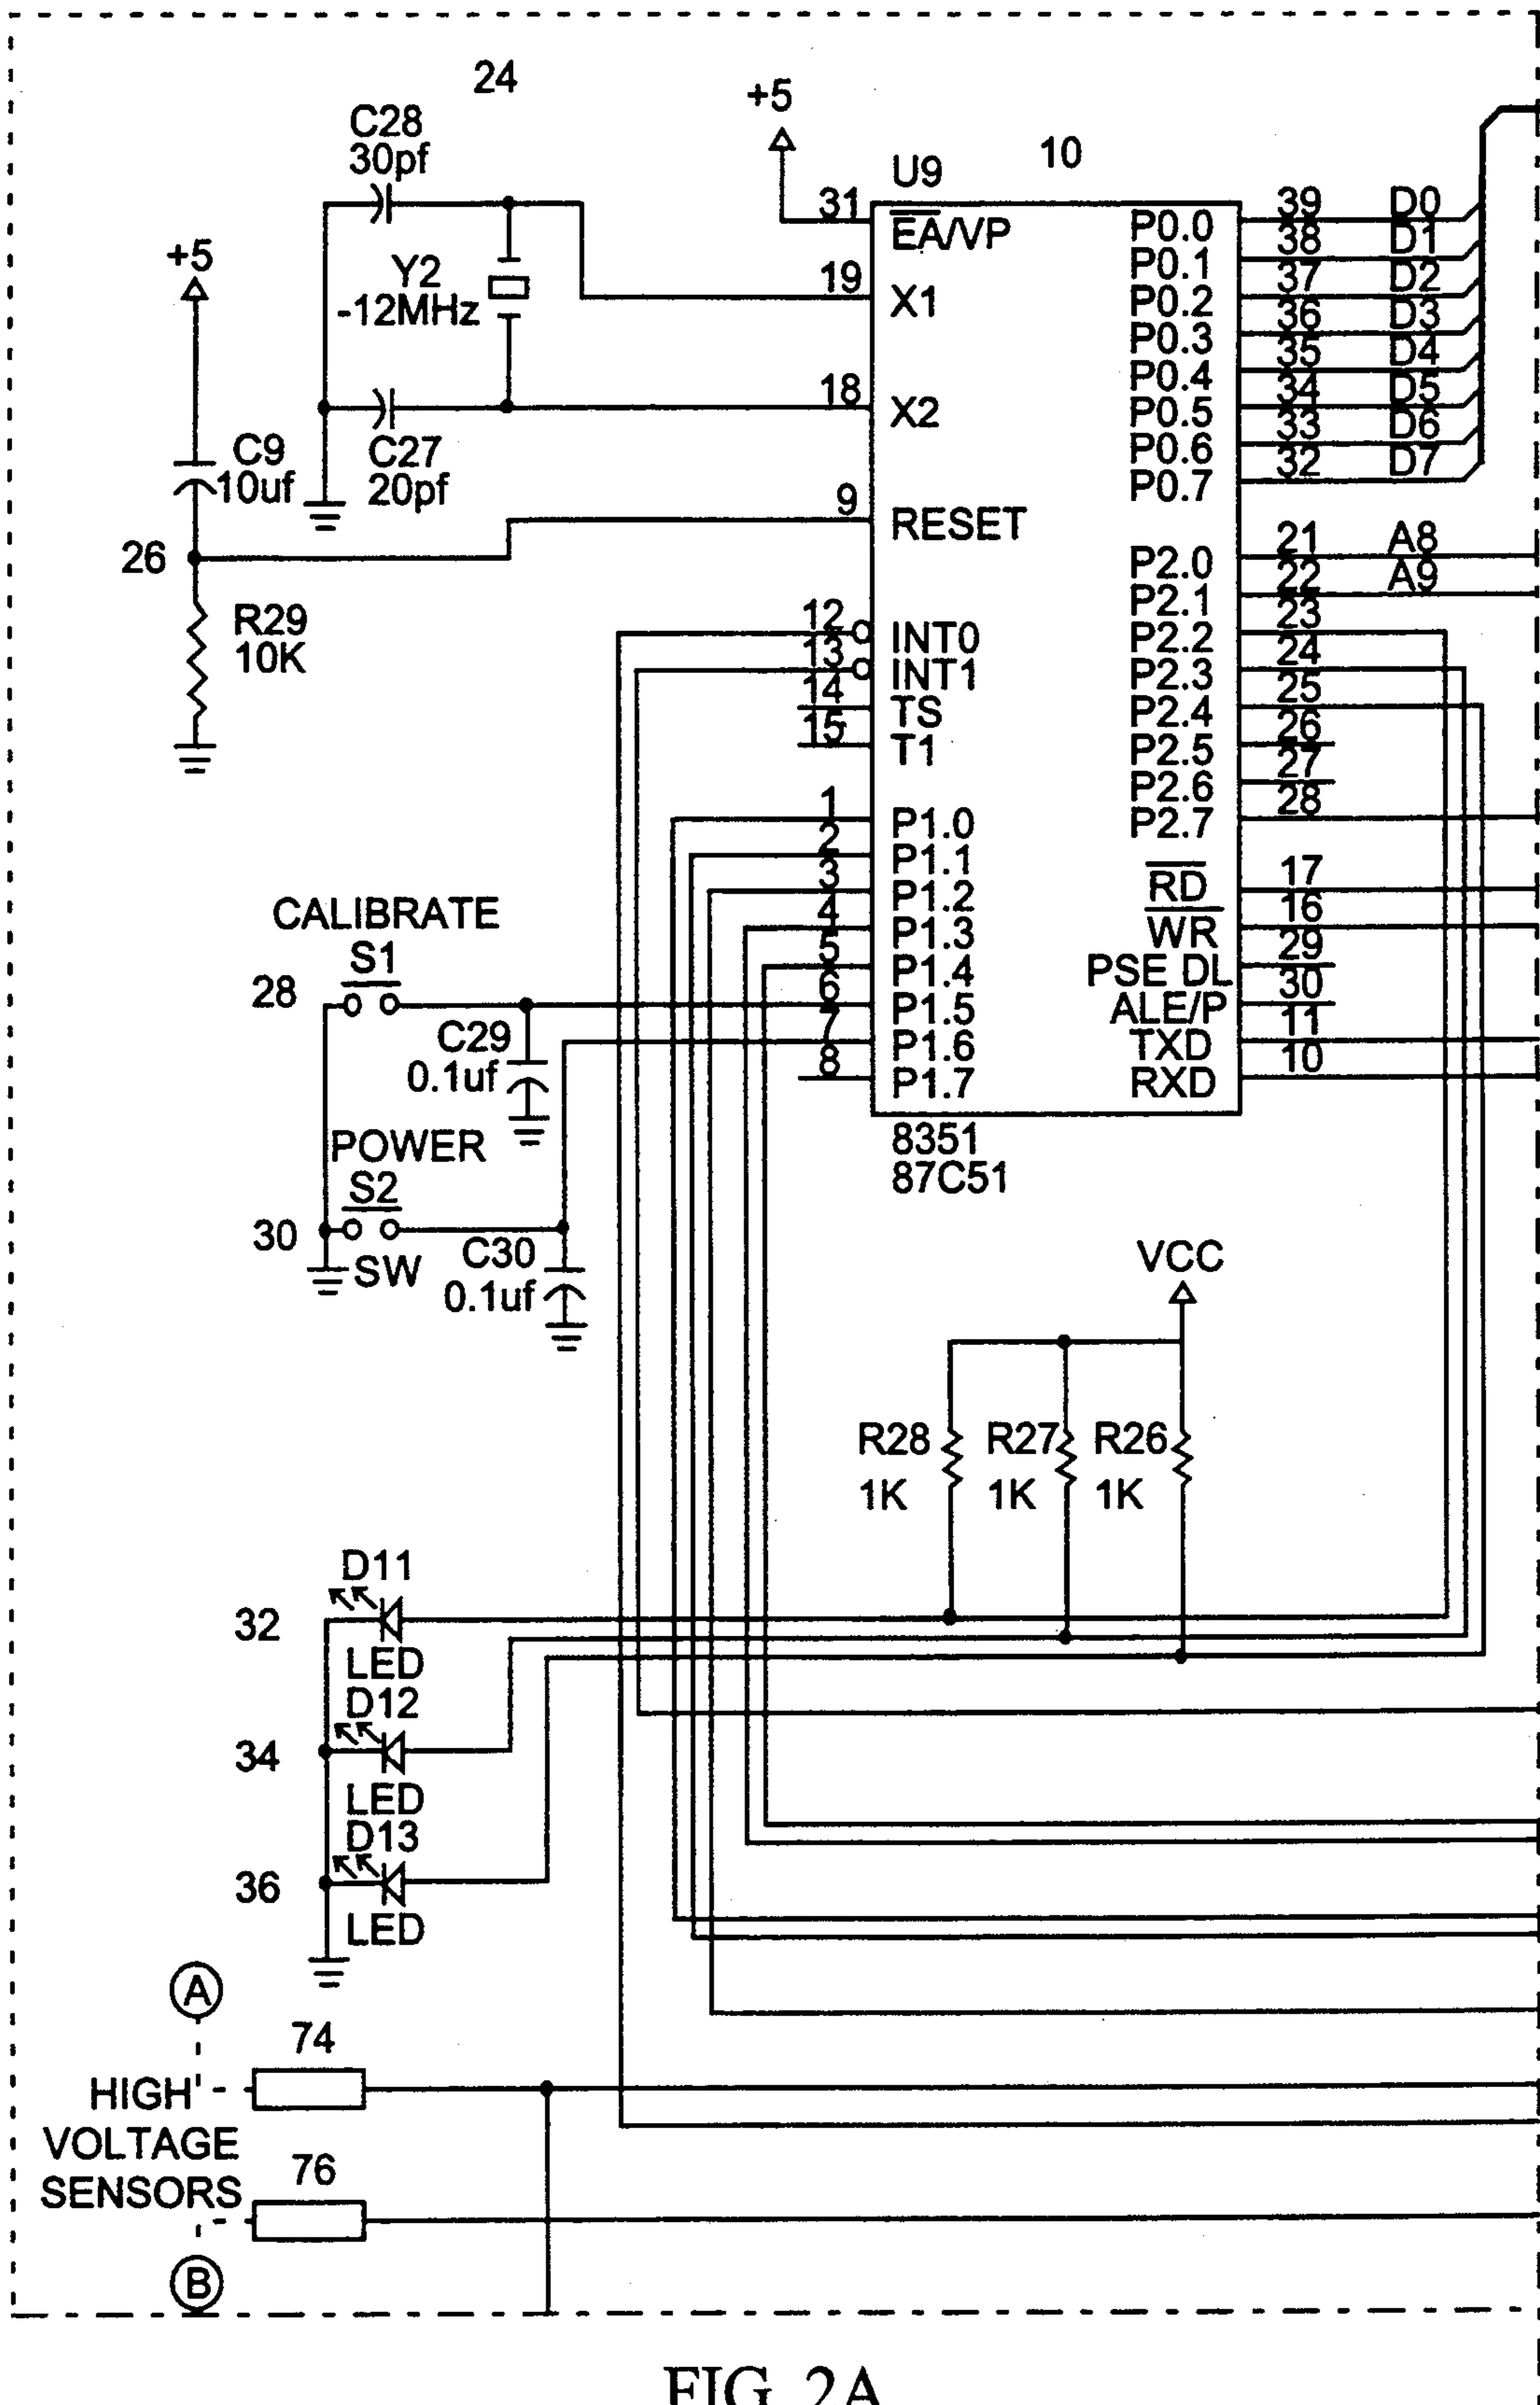 24
C28
30pf
+5
10
U9
31
EA/VP
P0.0
39
D0
P0.1
38
D1
+5
Y2
-12MHz
19
X1
P0.2
37
D2
P0.3
36
D3
P0.4
35
D4
18
X2
P0.5
34
D5
P0.6
33
D6
P0.7
32
D7
C9
10uf
C27
20pf
9
RESET
26
P2.0
21
A8
P2.1
22
A9
R29
10K
12
INT0
P2.2
23
13
INT1
P2.3
24
14
TS
P2.4
25
15
T1
P2.5
26
P2.6
27
1
P1.0
P2.7
28
2
P1.1
3
P1.2
RD
17
4
P1.3
WR
16
CALIBRATE
S1
28
5
P1.4
PSE DL
29
6
P1.5
ALE/P
30
C29
0.1uf
7
P1.6
TXD
11
8
P1.7
RXD
10
8351
87C51
POWER
S2
30
SW
C30
0.1uf
VCC
R28
1K
R27
1K
R26
1K
D11
32
LED
D12
34
LED
D13
36
LED
A
74
HIGH
VOLTAGE
SENSORS
76
B
FIG. 2A